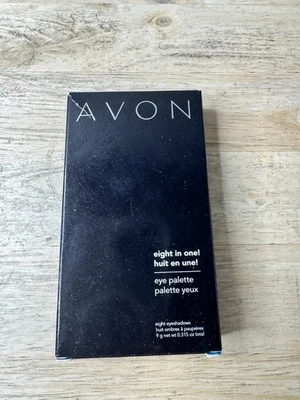 AVON
eight in one!
huit en une!
eye palette
palette yeux
eight eyeshadows
huit ombres à paupières
9 g net wt 0.315 oz total